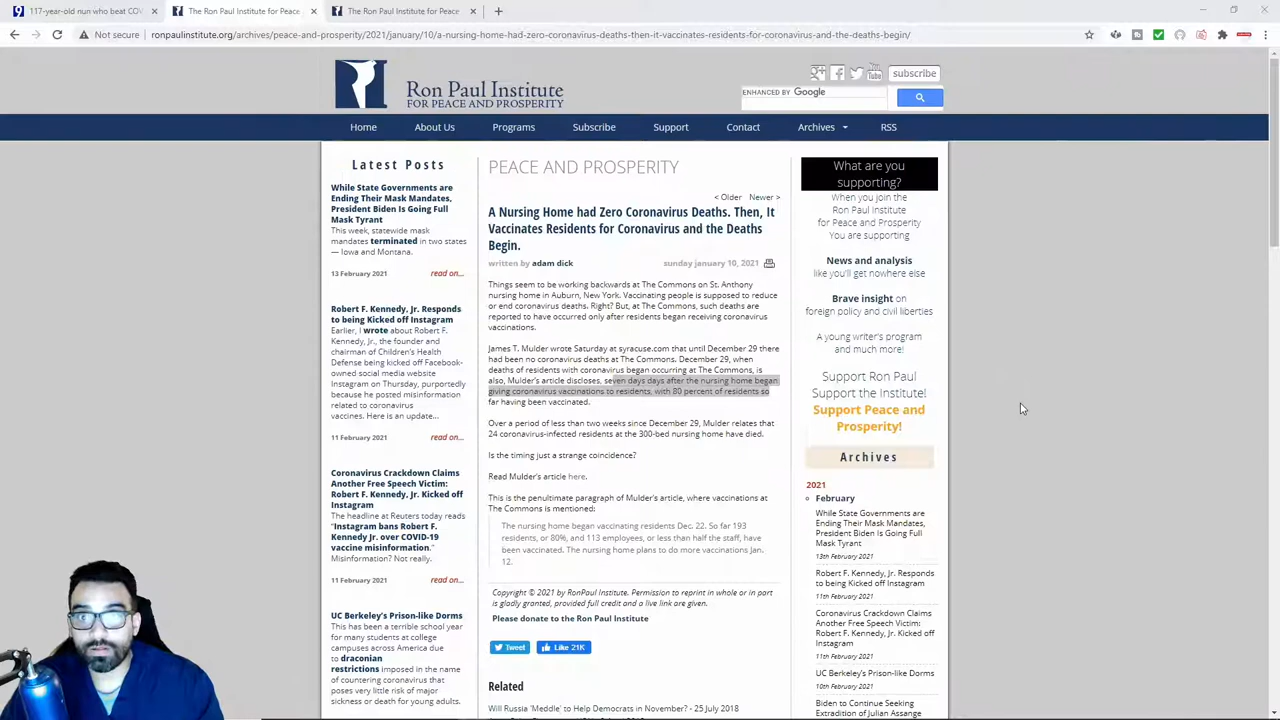 117-year-old nun who beat COV
The Ron Paul Institute for Peace
The Ron Paul Institute for Peace
Not secure
ronpaulinstitute.org/archives/peace-and-prosperity/2021/january/10/a-nursing-home-had-zero-coronavirus-deaths-then-it-vaccinates-residents-for-coronavirus-and-the-deaths-begin/
Ron Paul Institute
FOR PEACE AND PROSPERITY
subscribe
ENHANCED BY Google
Home
About Us
Programs
Subscribe
Support
Contact
Archives
RSS
Latest Posts
While State Governments are
Ending Their Mask Mandates,
President Biden Is Going Full
Mask Tyrant
This week, statewide mask
mandates terminated in two states
— Iowa and Montana.
13 February 2021
read on...
Robert F. Kennedy, Jr. Responds
to being Kicked off Instagram
Earlier, I wrote about Robert F.
Kennedy, Jr., the founder and
chairman of Children's Health
Defense being kicked off Facebook-
owned social media website
Instagram on Thursday, purportedly
because he posted misinformation
related to coronavirus
vaccines. Here is an update...
11 February 2021
read on...
Coronavirus Crackdown Claims
Another Free Speech Victim:
Robert F. Kennedy, Jr. Kicked off
Instagram
The headline at Reuters today reads
"Instagram bans Robert F.
Kennedy Jr. over COVID-19
vaccine misinformation."
Misinformation? Not really.
11 February 2021
read on...
UC Berkeley's Prison-like Dorms
This has been a terrible school year
for many students at college
campuses across America due
to draconian
restrictions imposed in the name
of countering coronavirus that
poses very little risk of major
sickness or death for young adults.
PEACE AND PROSPERITY
< Older
Newer >
A Nursing Home had Zero Coronavirus Deaths. Then, It
Vaccinates Residents for Coronavirus and the Deaths
Begin.
written by adam dick
sunday january 10, 2021
Things seem to be working backwards at The Commons on St. Anthony
nursing home in Auburn, New York. Vaccinating people is supposed to reduce
or end coronavirus deaths. Right? But, at The Commons, such deaths are
reported to have occurred only after residents began receiving coronavirus
vaccinations.
James T. Mulder wrote Saturday at syracuse.com that until December 29 there
had been no coronavirus deaths at The Commons. December 29, when
deaths of residents with coronavirus began occurring at The Commons, is
also, Mulder's article discloses, seven days days after the nursing home began
giving coronavirus vaccinations to residents, with 80 percent of residents so
far having been vaccinated.
Over a period of less than two weeks since December 29, Mulder relates that
24 coronavirus-infected residents at the 300-bed nursing home have died.
Is the timing just a strange coincidence?
Read Mulder's article here.
This is the penultimate paragraph of Mulder's article, where vaccinations at
The Commons is mentioned:
The nursing home began vaccinating residents Dec. 22. So far 193
residents, or 80%, and 113 employees, or less than half the staff, have
been vaccinated. The nursing home plans to do more vaccinations Jan.
12.
Copyright © 2021 by RonPaul Institute. Permission to reprint in whole or in part
is gladly granted, provided full credit and a live link are given.
Please donate to the Ron Paul Institute
Tweet
Like 21K
Related
Will Russia 'Meddle' to Help Democrats in November? - 25 July 2018
What are you
supporting?
When you join the
Ron Paul Institute
for Peace and Prosperity
You are supporting
News and analysis
like you'll get nowhere else
Brave insight on
foreign policy and civil liberties
A young writer's program
and much more!
Support Ron Paul
Support the Institute!
Support Peace and
Prosperity!
Archives
2021
February
While State Governments are
Ending Their Mask Mandates,
President Biden Is Going Full
Mask Tyrant
13th February 2021
Robert F. Kennedy, Jr. Responds
to being Kicked off Instagram
11th February 2021
Coronavirus Crackdown Claims
Another Free Speech Victim:
Robert F. Kennedy, Jr. Kicked off
Instagram
11th February 2021
UC Berkeley's Prison-like Dorms
10th February 2021
Biden to Continue Seeking
Extradition of Julian Assange